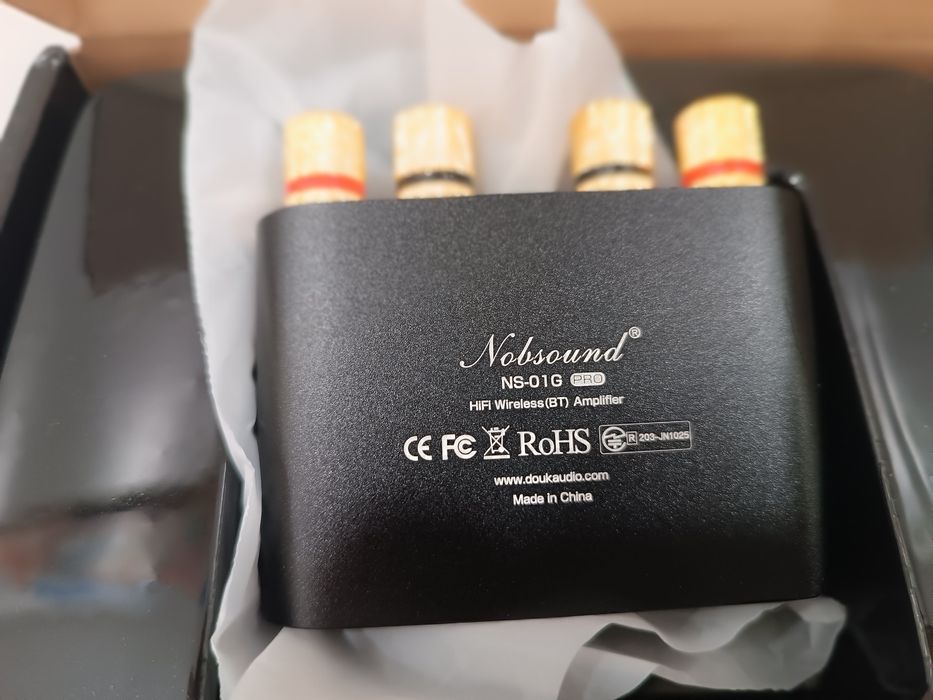 Nobsound®
NS-01G PRO
HiFi Wireless(BT) Amplifier
CE FC RoHS R 203-JN1025
www.doukaudio.com
Made in China